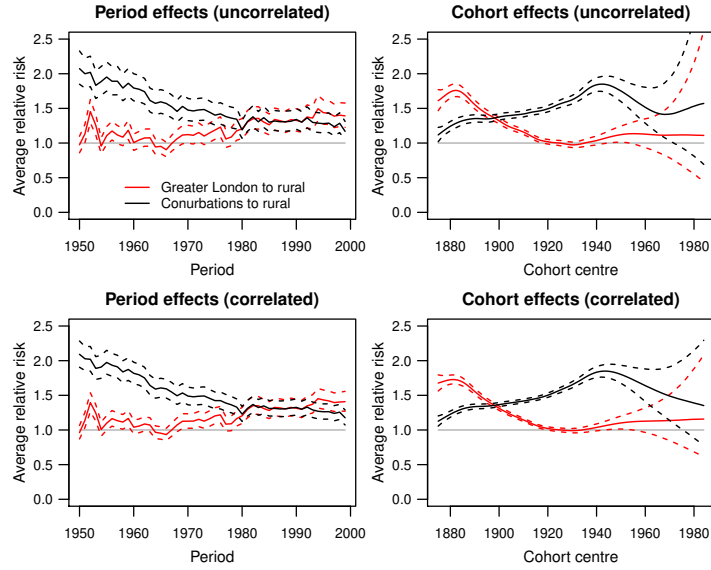 Period effects (uncorrelated)
Average relative risk
2.5
2.0
1.5
1.0
0.5
0.0
Greater London to rural
Conurbations to rural
1950 1960 1970 1980 1990 2000
Period
Cohort effects (uncorrelated)
Average relative risk
2.5
2.0
1.5
1.0
0.5
0.0
1880 1900 1920 1940 1960 1980
Cohort centre
Period effects (correlated)
Average relative risk
2.5
2.0
1.5
1.0
0.5
0.0
1950 1960 1970 1980 1990 2000
Period
Cohort effects (correlated)
Average relative risk
2.5
2.0
1.5
1.0
0.5
0.0
1880 1900 1920 1940 1960 1980
Cohort centre